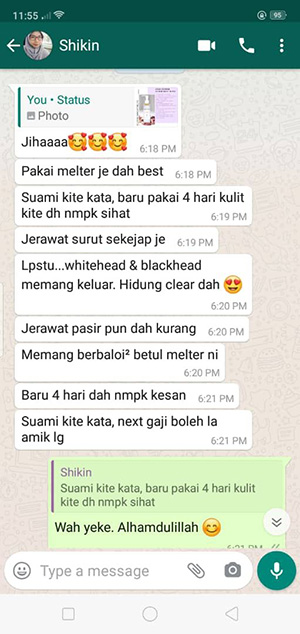 11:55
95
Shikin
You • Status
Photo
Jihaaaa🥰🥰🥰
6:18 PM
Pakai melter je dah best
6:18 PM
Suami kite kata, baru pakai 4 hari kulit
kite dh nmpk sihat
6:19 PM
Jerawat surut sekejap je
6:19 PM
Lpstu...whitehead & blackhead
memang keluar. Hidung clear dah 😍
6:20 PM
Jerawat pasir pun dah kurang
6:20 PM
Memang berbaloi² betul melter ni
6:20 PM
Baru 4 hari dah nmpk kesan
6:21 PM
Suami kite kata, next gaji boleh la
amik lg
6:21 PM
Shikin
Suami kite kata, baru pakai 4 hari kulit
kite dh nmpk sihat
Wah yeke. Alhamdulillah 😊
6:21 PM
Type a message